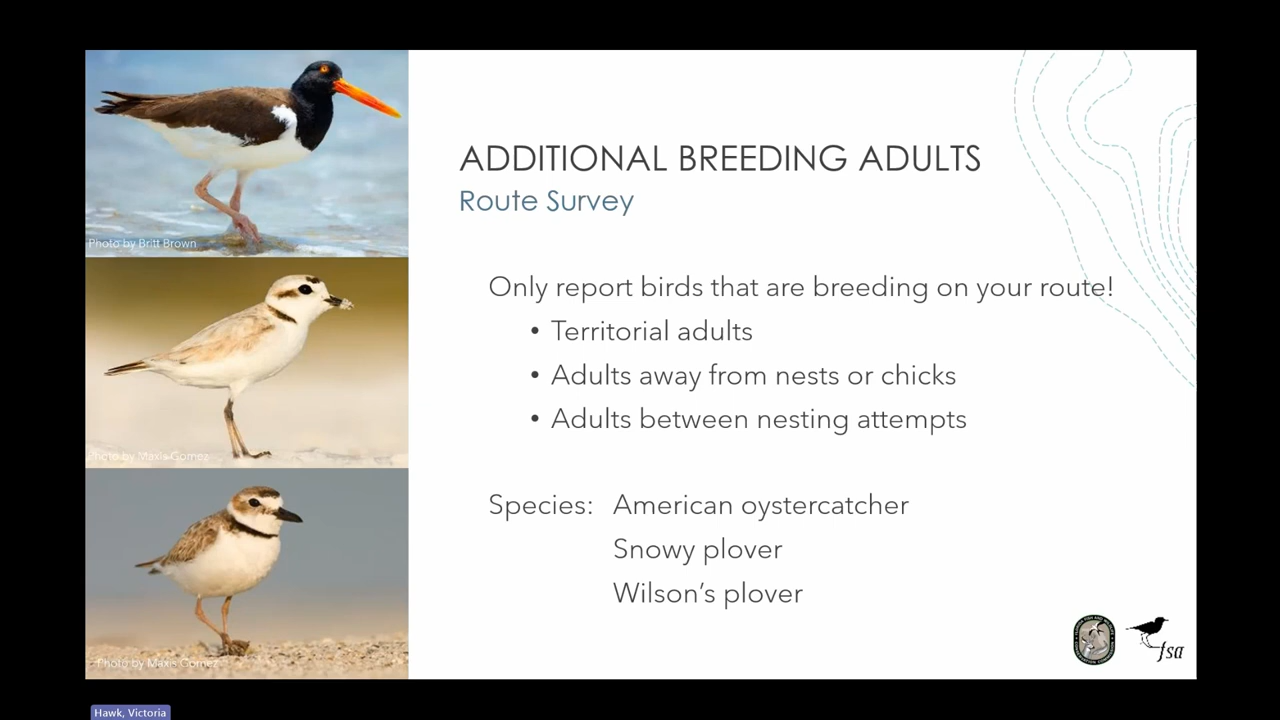 Photo by Britt Brown
Photo by Maxis Gomez
Photo by Maxis Gomez
ADDITIONAL BREEDING ADULTS
Route Survey
Only report birds that are breeding on your route!
• Territorial adults
• Adults away from nests or chicks
• Adults between nesting attempts
Species: American oystercatcher
Snowy plover
Wilson's plover
fsa
Hawk, Victoria